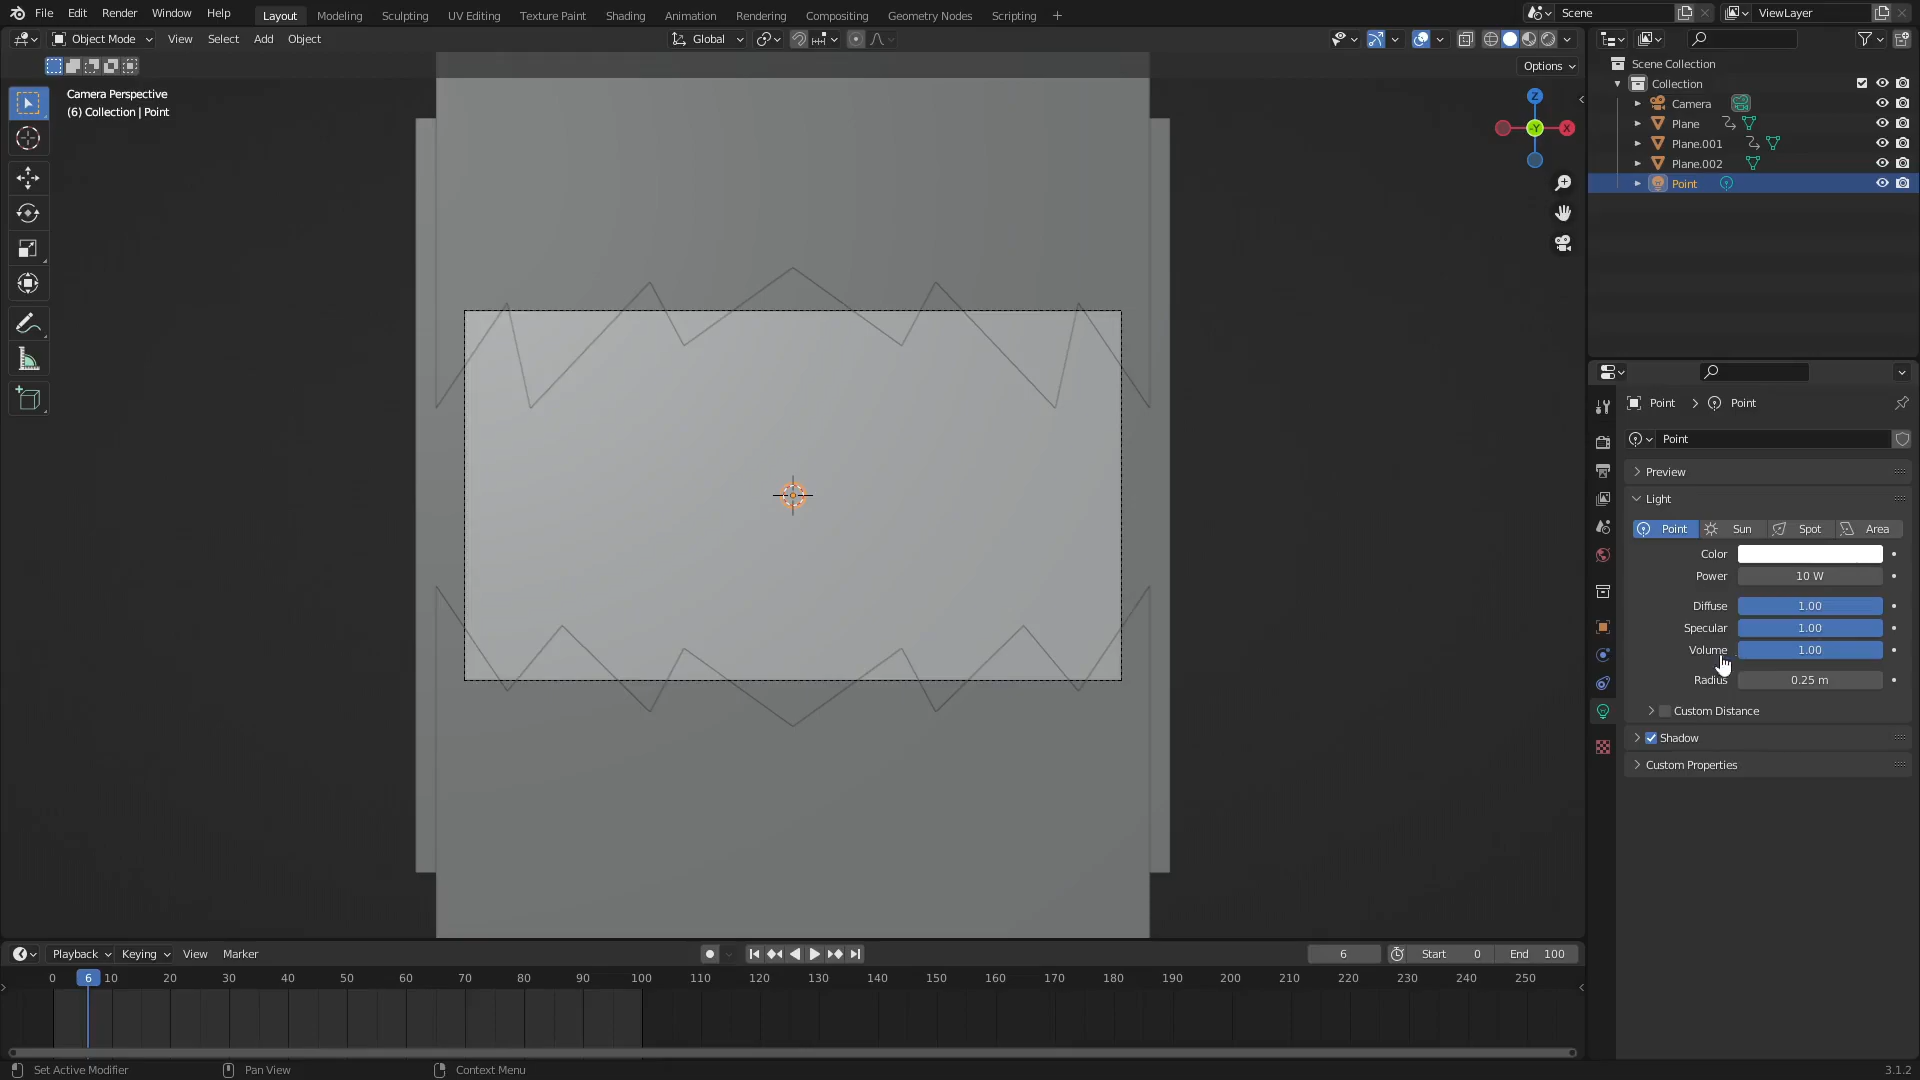 File Edit Render Window Help Layout Modeling Sculpting UV Editing Texture Paint Shading Animation Rendering Compositing Geometry Nodes Scripting + Scene ViewLayer
Object Mode View Select Add Object Global
Options
Camera Perspective
(6) Collection | Point
Z
-Y
X
Scene Collection
Collection
Camera
Plane
Plane.001
Plane.002
Point
Point > Point
Point
Preview
Light
Point Sun Spot Area
Color
Power 10 W
Diffuse 1.00
Specular 1.00
Volume 1.00
Radius 0.25 m
Custom Distance
Shadow
Custom Properties
Playback Keying View Marker 6 Start 0 End 100
0 6 10 20 30 40 50 60 70 80 90 100 110 120 130 140 150 160 170 180 190 200 210 220 230 240 250
Set Active Modifier Pan View Context Menu 3.1.2